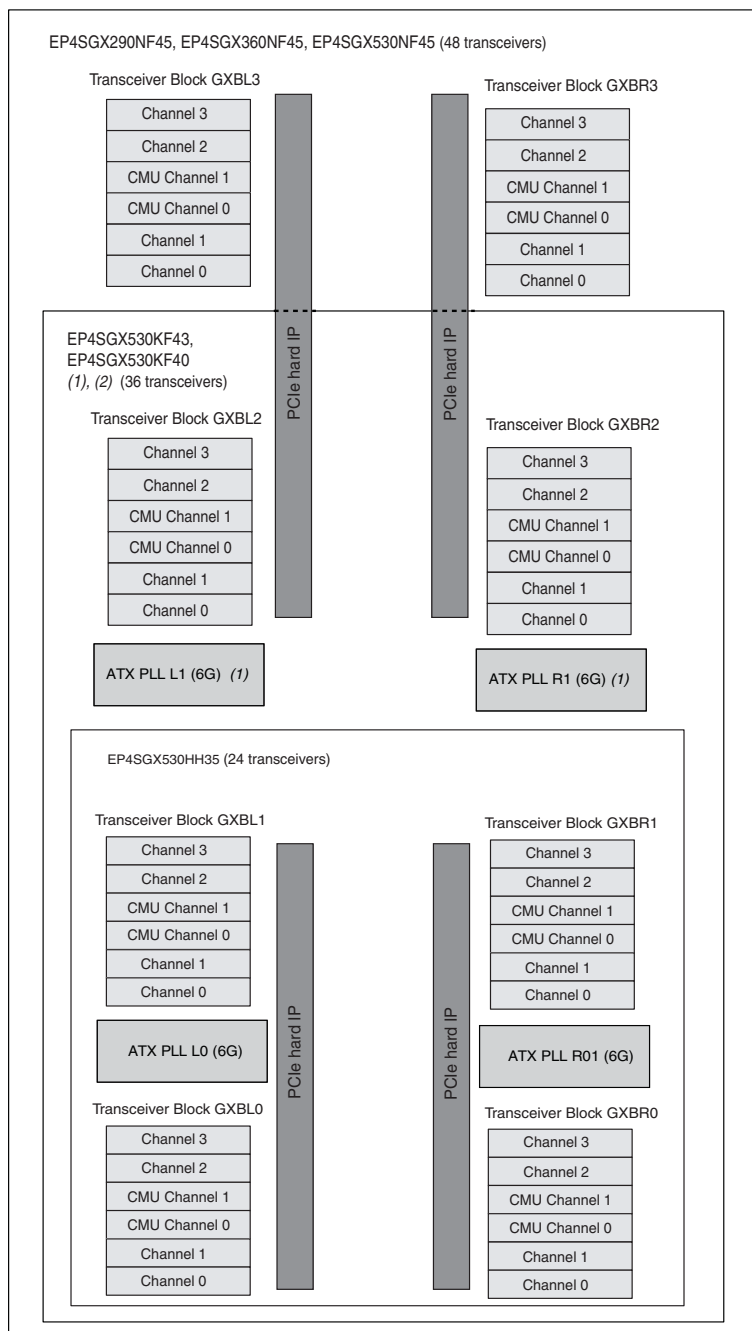 EP4SGX290NF45, EP4SGX360NF45, EP4SGX530NF45 (48 transceivers)
Transceiver Block GXBL3
Channel 3
Channel 2
CMU Channel 1
CMU Channel 0
Channel 1
Channel 0
Transceiver Block GXBR3
Channel 3
Channel 2
CMU Channel 1
CMU Channel 0
Channel 1
Channel 0
PCIe hard IP
PCIe hard IP
EP4SGX530KF43,
EP4SGX530KF40
(1), (2) (36 transceivers)
Transceiver Block GXBL2
Channel 3
Channel 2
CMU Channel 1
CMU Channel 0
Channel 1
Channel 0
Transceiver Block GXBR2
Channel 3
Channel 2
CMU Channel 1
CMU Channel 0
Channel 1
Channel 0
ATX PLL L1 (6G) (1)
ATX PLL R1 (6G) (1)
EP4SGX530HH35 (24 transceivers)
Transceiver Block GXBL1
Channel 3
Channel 2
CMU Channel 1
CMU Channel 0
Channel 1
Channel 0
Transceiver Block GXBR1
Channel 3
Channel 2
CMU Channel 1
CMU Channel 0
Channel 1
Channel 0
ATX PLL L0 (6G)
PCIe hard IP
PCIe hard IP
ATX PLL R01 (6G)
Transceiver Block GXBL0
Channel 3
Channel 2
CMU Channel 1
CMU Channel 0
Channel 1
Channel 0
Transceiver Block GXBR0
Channel 3
Channel 2
CMU Channel 1
CMU Channel 0
Channel 1
Channel 0